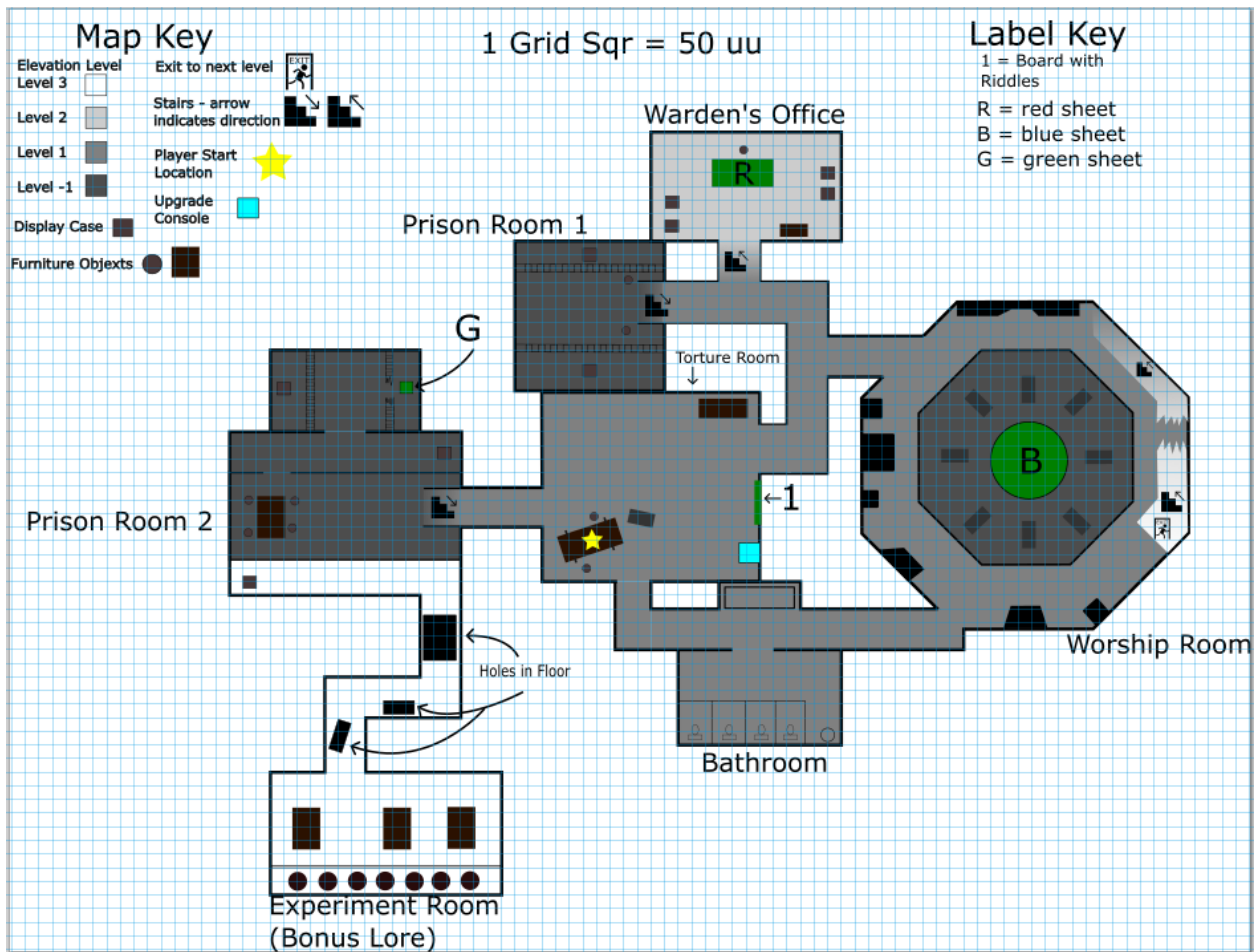 Map Key
Elevation Level
Level 3
Level 2
Level 1
Level -1
Display Case
Furniture Objexts
Exit to next level
EXIT
Stairs - arrow
indicates direction
Player Start
Location
Upgrade
Console
1 Grid Sqr = 50 uu
Label Key
1 = Board with
Riddles
R = red sheet
B = blue sheet
G = green sheet
Warden's Office
R
Prison Room 1
G
Torture Room
B
1
Prison Room 2
Worship Room
Holes in Floor
Bathroom
Experiment Room
(Bonus Lore)